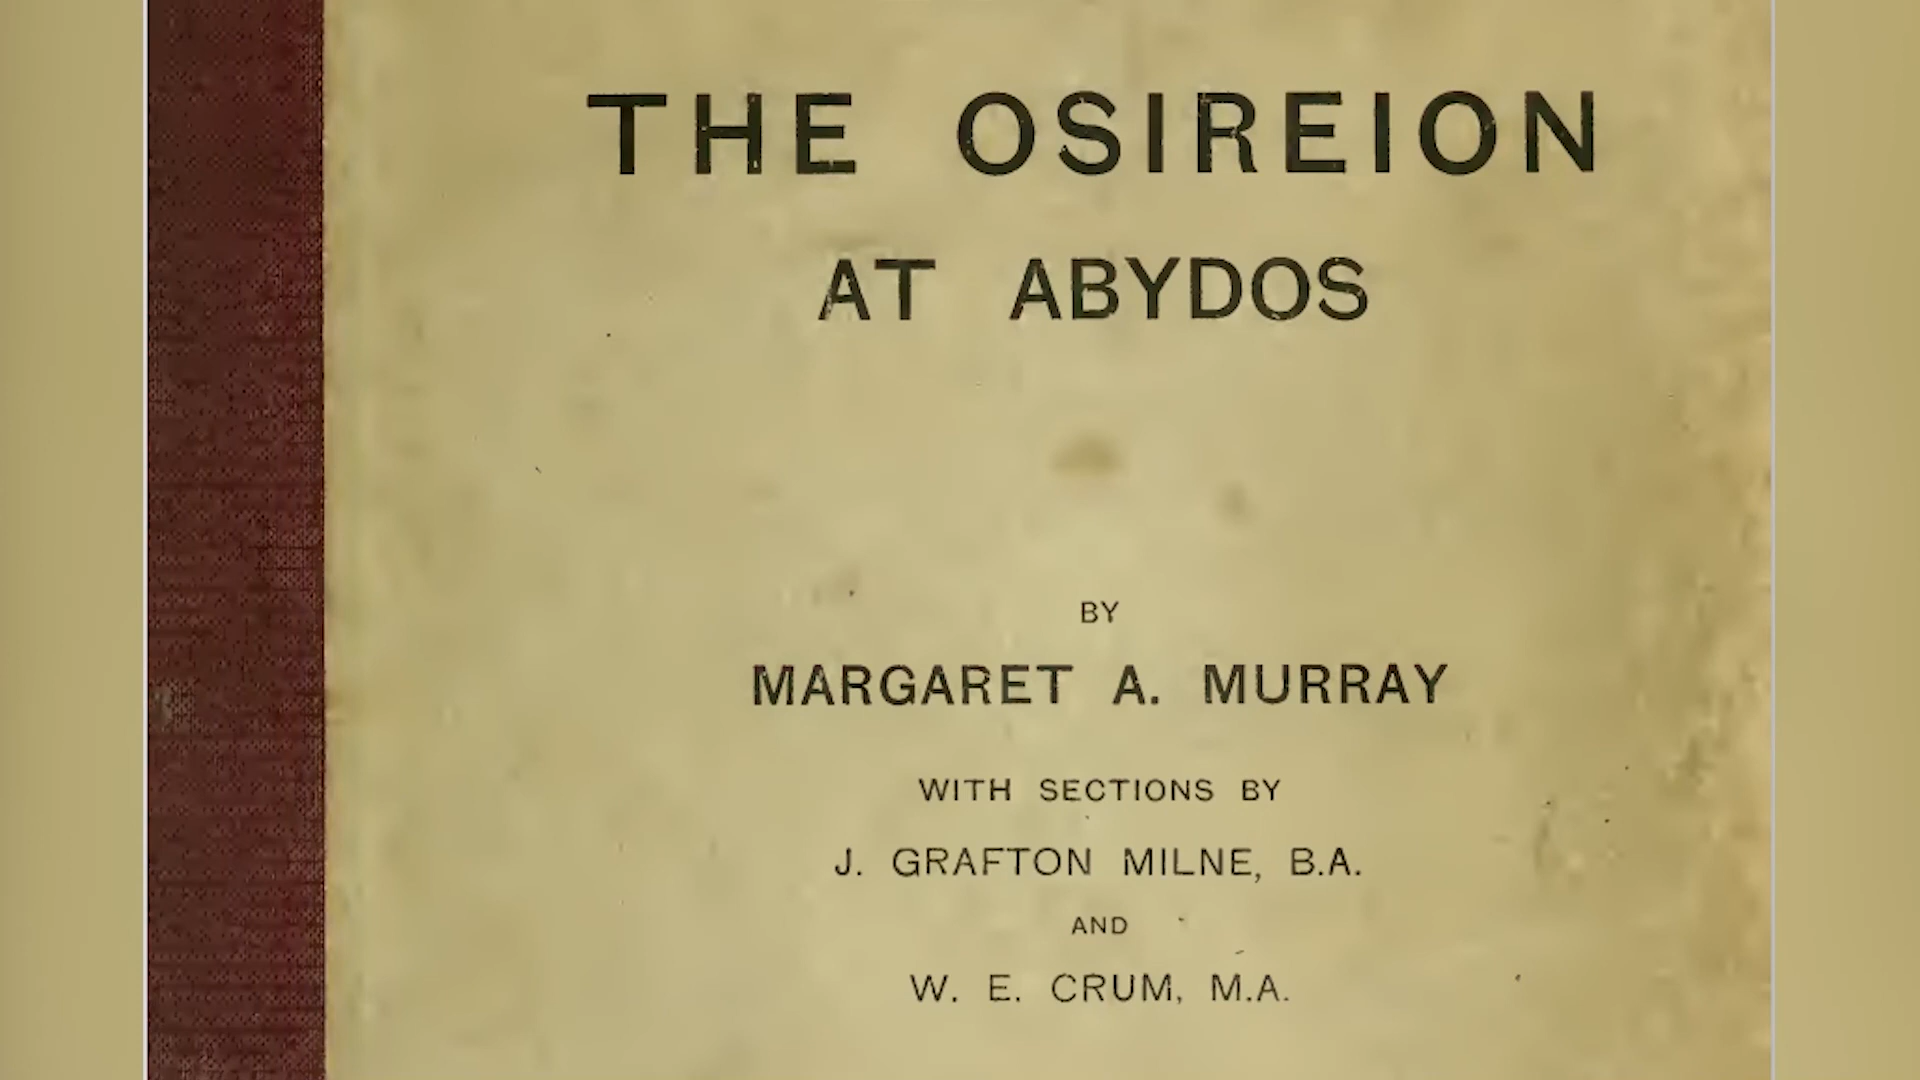 THE OSIREION
AT ABYDOS
BY
MARGARET A. MURRAY
WITH SECTIONS BY
J. GRAFTON MILNE, B.A.
AND
W. E. CRUM, M.A.